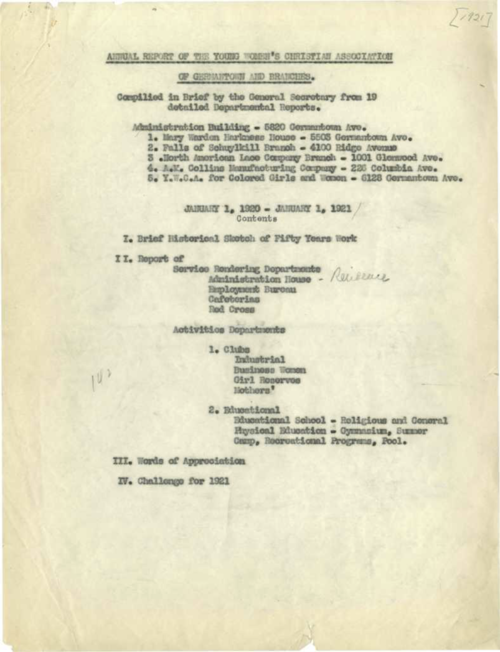 [1921]
ANNUAL REPORT OF THE YOUNG WOMEN'S CHRISTIAN ASSOCIATION
OF GERMANTOWN AND BRANCHES.
Compilied in Brief by the General Secretary from 19
detailed Departmental Reports.
Administration Building - 5820 Germantown Ave.
1. Mary Warden Harkness House - 5503 Germantown Ave.
2. Falls of Schuylkill Branch - 4100 Ridge Avenue
3 .North American Lace Company Branch - 1001 Glenwood Ave.
4. A.K. Collins Manufacturing Company - 226 Columbia Ave.
5. Y.W.C.A. for Colored Girls and Women - 6128 Germantown Ave.
JANUARY 1, 1920 - JANUARY 1, 1921
Contents
I. Brief Historical Sketch of Fifty Years Work
II. Report of
Service Rendering Departments
Administration House - Residence
Employment Bureau
Cafeterias
Red Cross
Activities Departments
1. Clubs
Industrial
Business Women
Girl Reserves
Mothers'
2. Educational
Educational School - Religious and General
Physical Education - Gymnasium, Summer
Camp, Recreational Programs, Pool.
III. Words of Appreciation
IV. Challenge for 1921